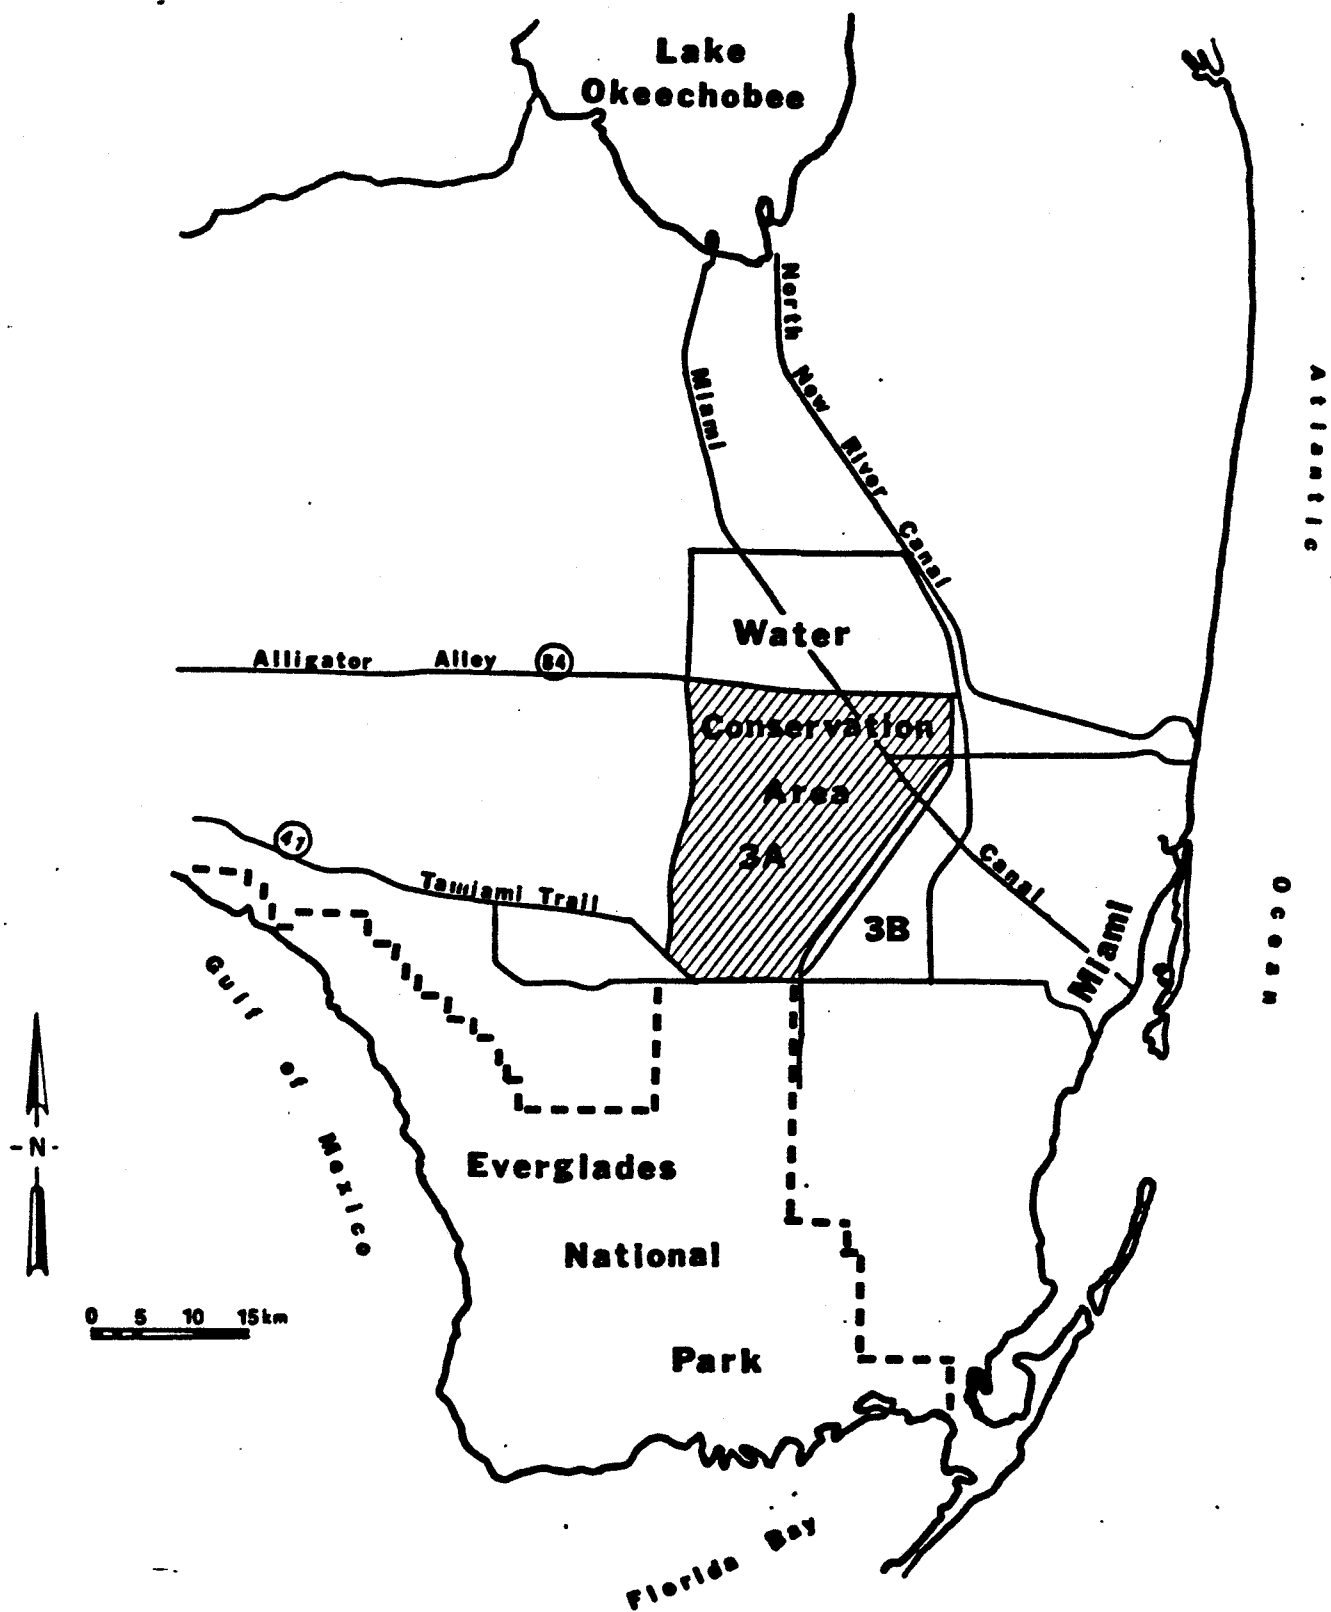 Lake
Okeechobee
North
New
River
Canal
Miami
Atlantic
Water
Alligator Alley 84
Conservation
Area
3A
47
Tamiami Trail
Canal
3B
Miami
Ocean
Gulf
of
Mexico
-N-
Everglades
National
Park
0 5 10 15km
Florida Bay